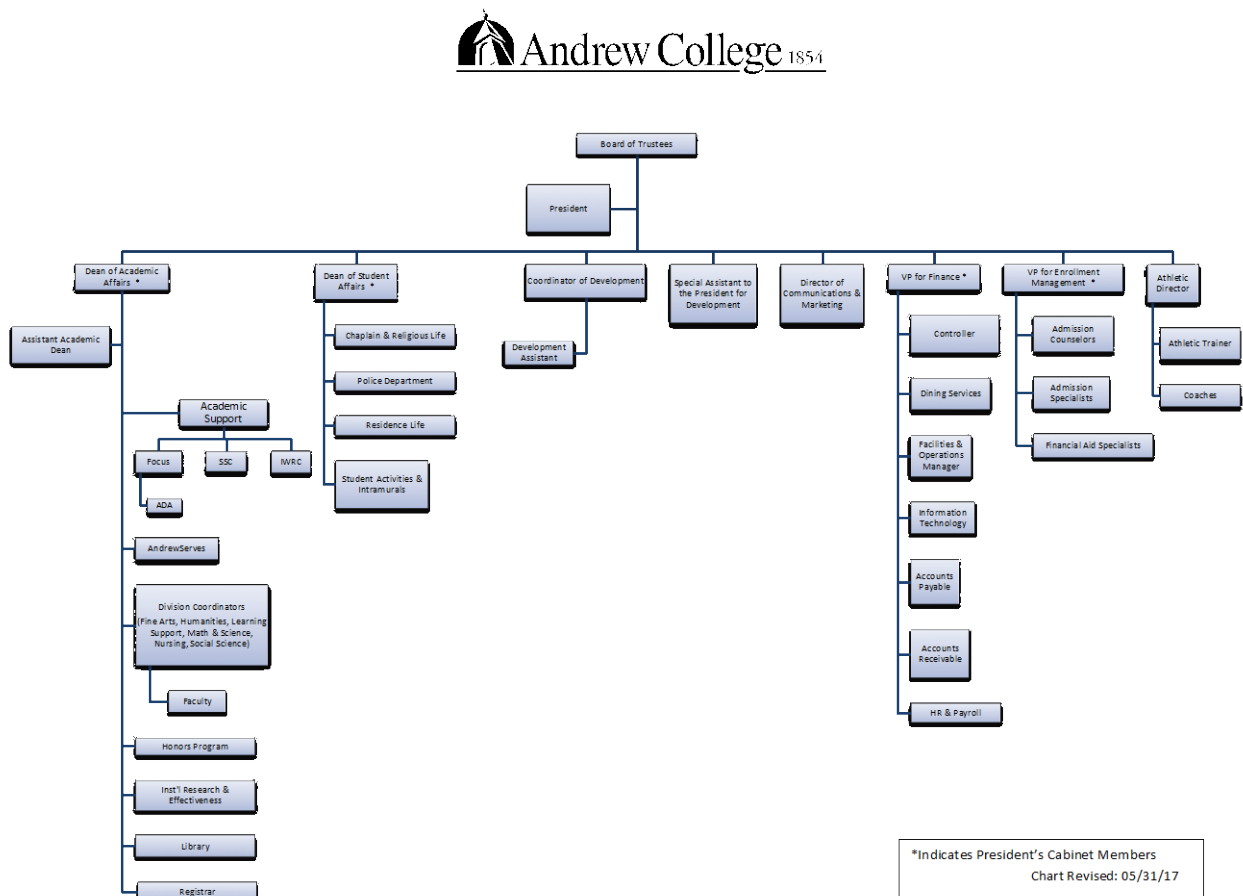 Andrew College 1854
Board of Trustees
President
Dean of Academic
Affairs *
Dean of Student
Affairs *
Coordinator of Development
Special Assistant to
the President for
Development
Director of
Communications &
Marketing
VP for Finance *
VP for Enrollment
Management *
Athletic
Director
Assistant Academic
Dean
Academic
Support
Focus
SSC
IWRC
ADA
AndrewServes
Division Coordinators
(Fine Arts, Humanities, Learning
Support, Math & Science,
Nursing, Social Science)
Faculty
Honors Program
Inst'l Research &
Effectiveness
Library
Registrar
Chaplain & Religious Life
Police Department
Residence Life
Student Activities &
Intramurals
Development
Assistant
Controller
Dining Services
Facilities &
Operations
Manager
Information
Technology
Accounts
Payable
Accounts
Receivable
HR & Payroll
Admission
Counselors
Admission
Specialists
Financial Aid Specialists
Athletic Trainer
Coaches
*Indicates President's Cabinet Members
Chart Revised: 05/31/17